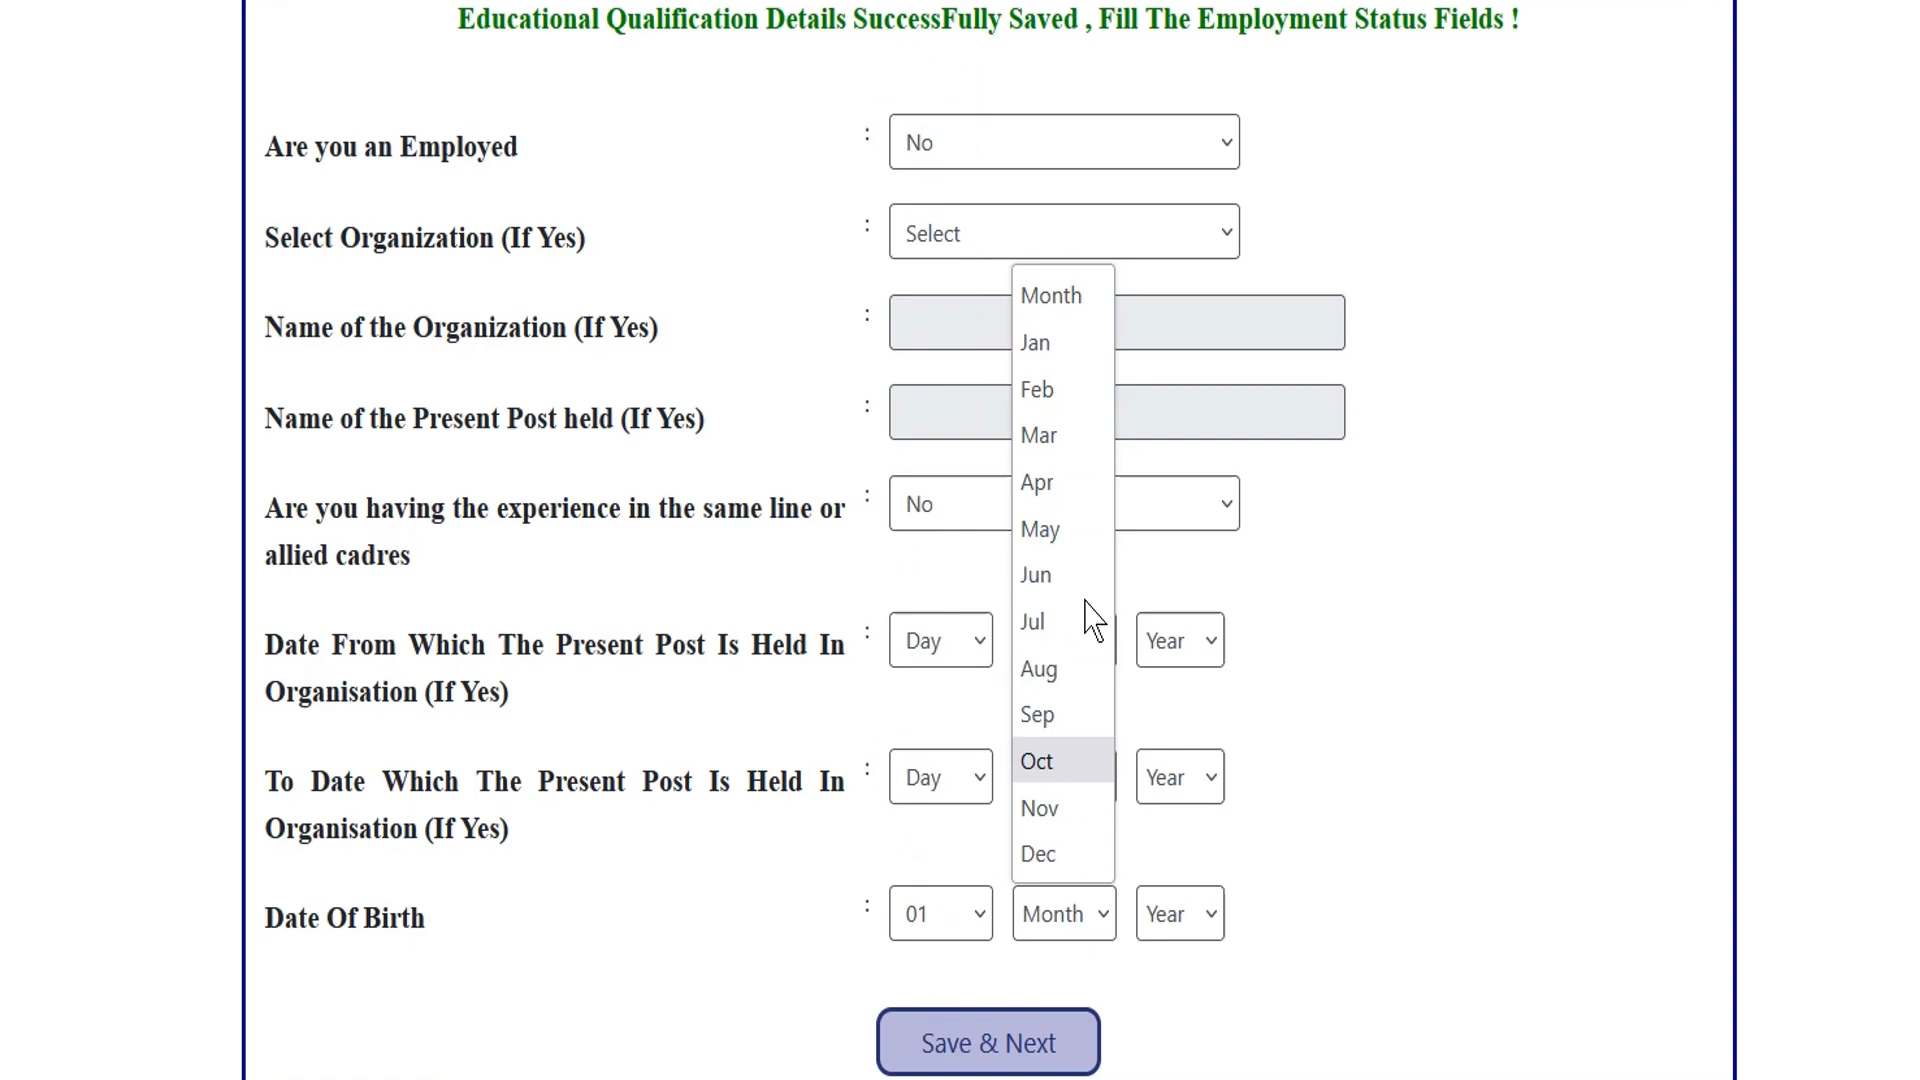 Educational Qualification Details SuccessFully Saved , Fill The Employment Status Fields !
Are you an Employed : No
Select Organization (If Yes) : Select
Name of the Organization (If Yes) :
Name of the Present Post held (If Yes) :
Are you having the experience in the same line or : No
allied cadres
Date From Which The Present Post Is Held In : Day Year
Organisation (If Yes)
To Date Which The Present Post Is Held In : Day Year
Organisation (If Yes)
Date Of Birth : 01 Month Year
Month
Jan
Feb
Mar
Apr
May
Jun
Jul
Aug
Sep
Oct
Nov
Dec
Save & Next